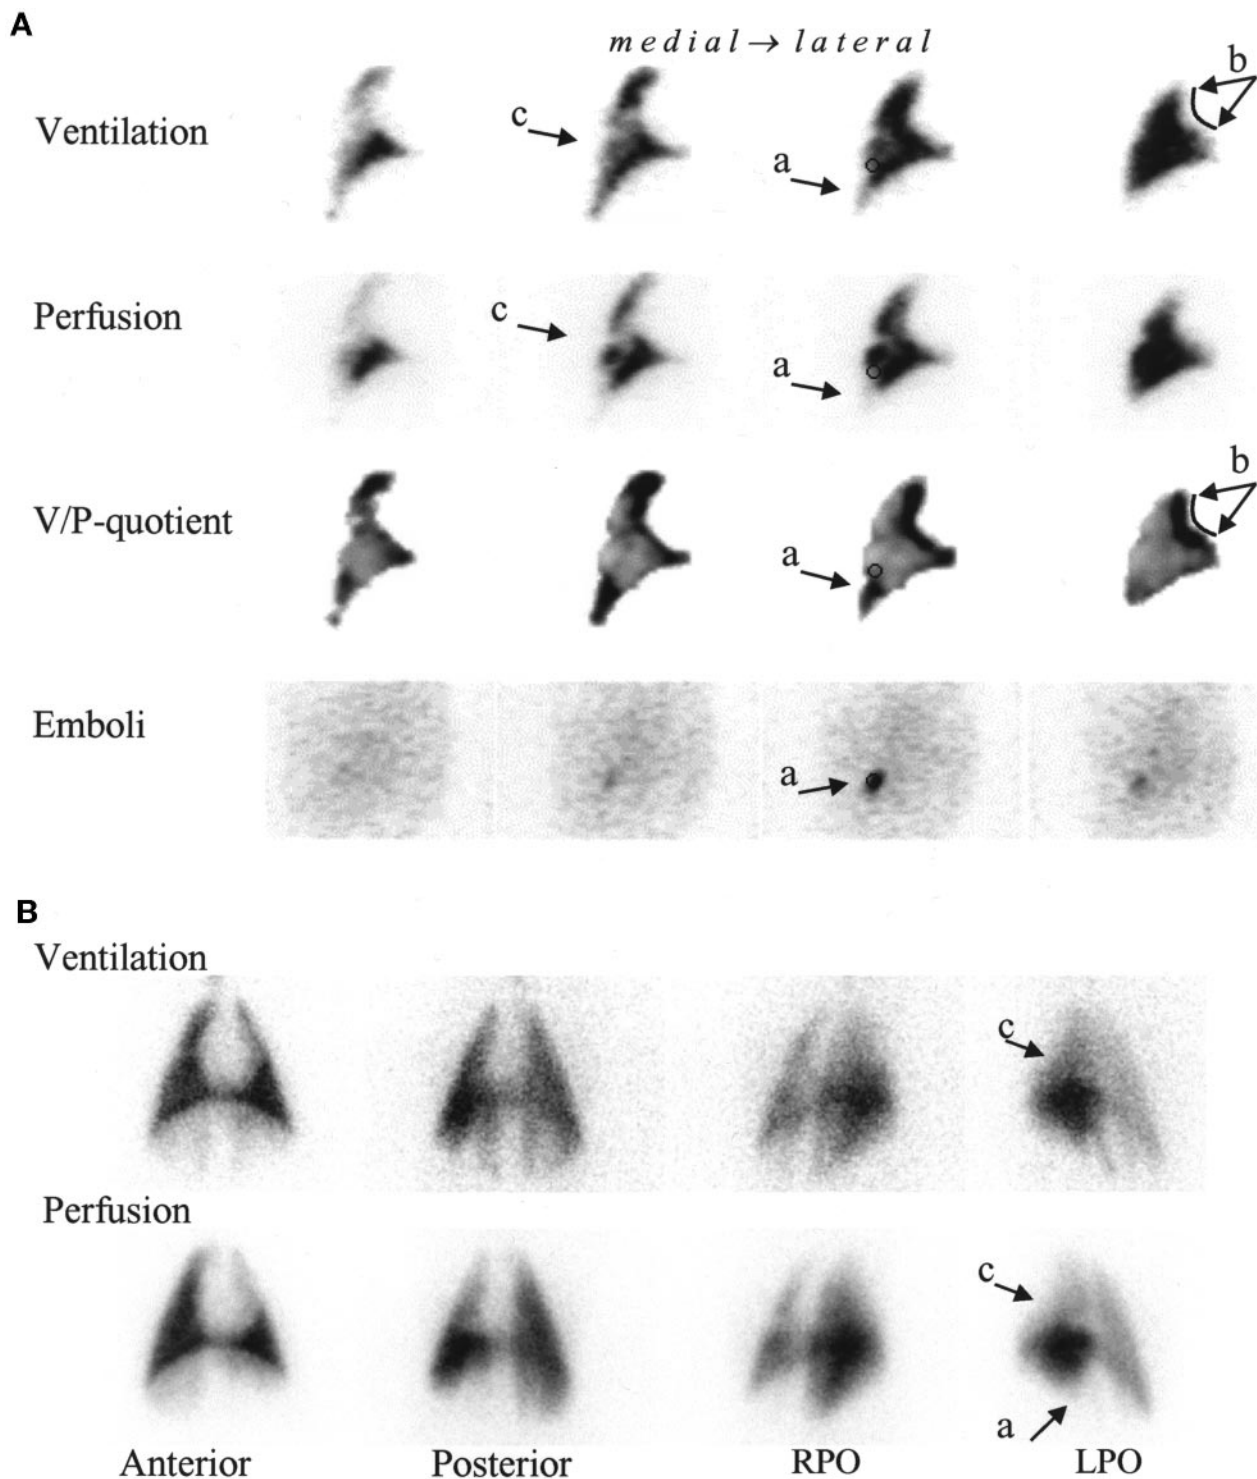 A
medial → lateral
b
Ventilation
c
a
Perfusion
c
a
b
V/P-quotient
a
Emboli
a
B
Ventilation
c
Perfusion
c
a
Anterior Posterior RPO LPO